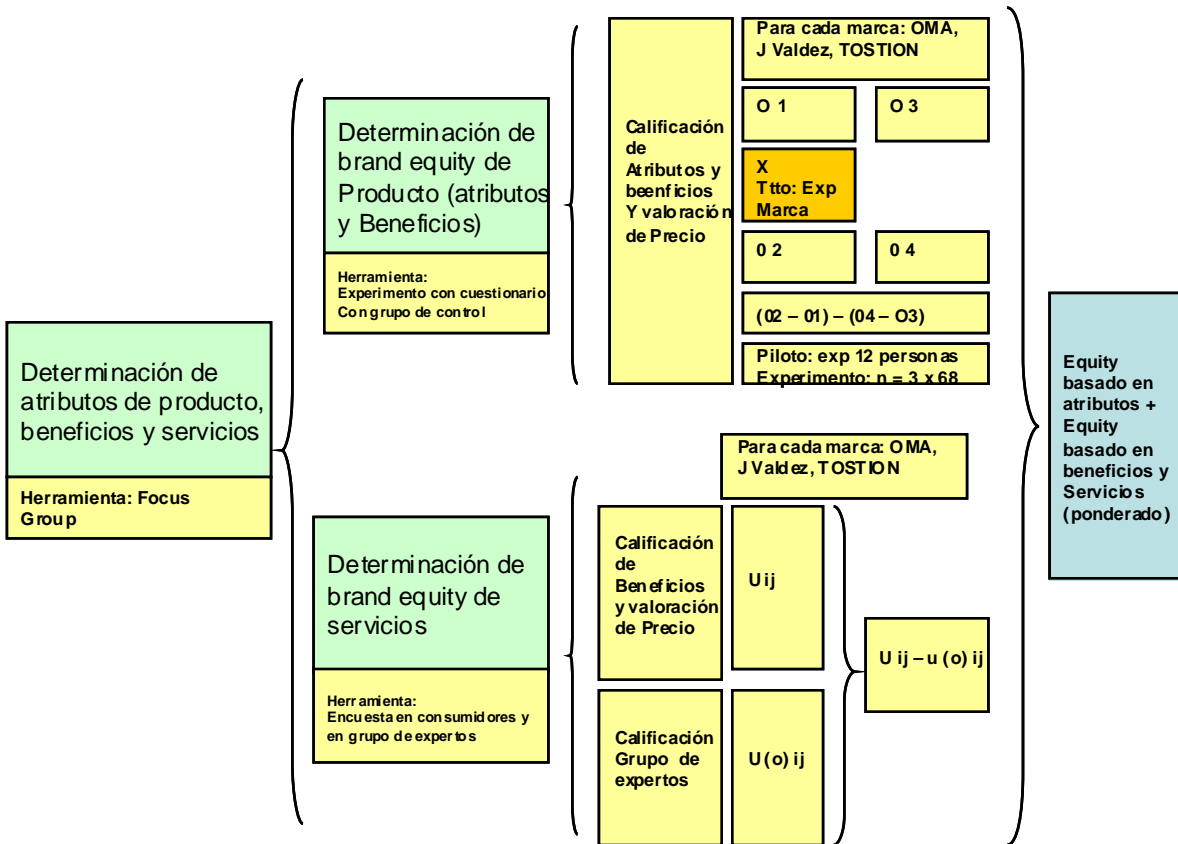 Determinación de
atributos de producto,
beneficios y servicios
Herramienta: Focus
Group
Determinación de
brand equity de
Producto (atributos
y Beneficios)
Herramienta:
Experimento con cuestionario
Con grupo de control
Calificación
de
Atributos y
beenficios
Y valoración
de Precio
Para cada marca: OMA,
J Valdez, TOSTION
O 1
O 3
X
Ttto: Exp
Marca
0 2
0 4
(02 – 01) – (04 – O3)
Piloto: exp 12 personas
Experimento: n = 3 x 68
Determinación de
brand equity de
servicios
Herramienta:
Encuesta en consumidores y
en grupo de expertos
Para cada marca: OMA,
J Valdez, TOSTION
Calificación
de
Beneficios
y valoración
de Precio
U ij
Calificación
Grupo de
expertos
U (o) ij
U ij – u (o) ij
Equity
basado en
atributos +
Equity
basado en
beneficios y
Servicios
(ponderado)